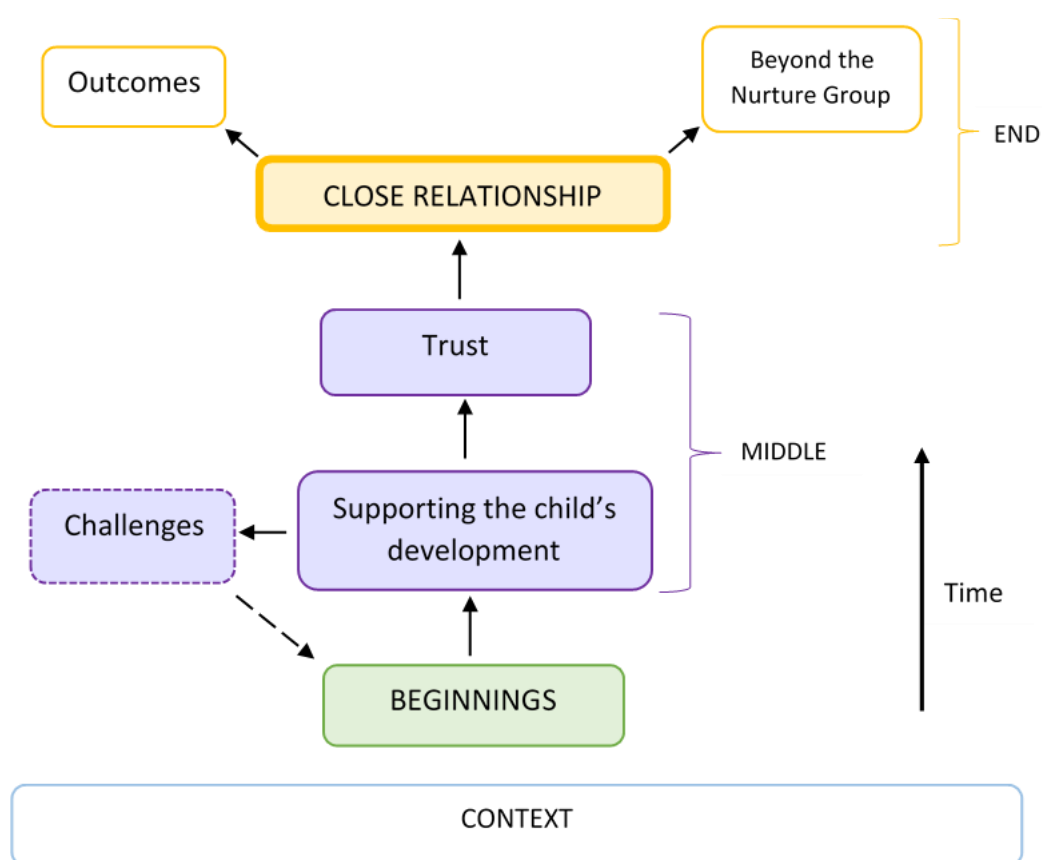 Outcomes
Beyond the
Nurture Group
END
CLOSE RELATIONSHIP
Trust
MIDDLE
Supporting the child’s
development
Challenges
Time
BEGINNINGS
CONTEXT